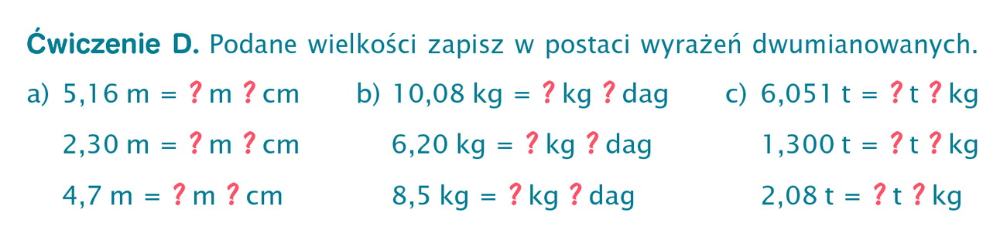 Ćwiczenie D. Podane wielkości zapisz w postaci wyrażeń dwumianowanych.
a) 5,16 m = ? m ? cm b) 10,08 kg = ? kg ? dag c) 6,051 t = ? t ? kg
2,30 m = ? m ? cm 6,20 kg = ? kg ? dag 1,300 t = ? t ? kg
4,7 m = ? m ? cm 8,5 kg = ? kg ? dag 2,08 t = ? t ? kg